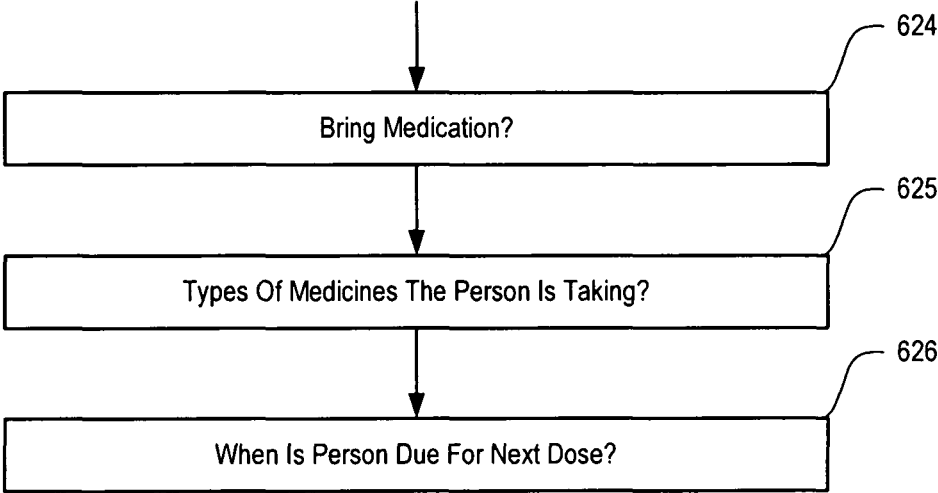 624
Bring Medication?
625
Types Of Medicines The Person Is Taking?
626
When Is Person Due For Next Dose?